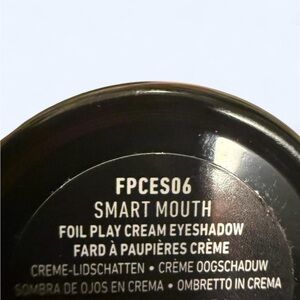 FPCES06
SMART MOUTH
FOIL PLAY CREAM EYESHADOW
FARD À PAUPIÈRES CRÈME
CREME-LIDSCHATTEN • CRÈME OOGSCHADUW
SOMBRA DE OJOS EN CREMA • OMBRETTO IN CREMA